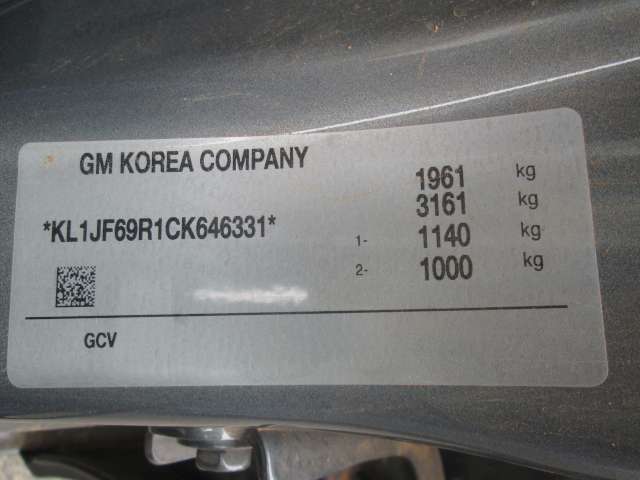 GM KOREA COMPANY
1961 kg
3161 kg
*KL1JF69R1CK646331*
1- 1140 kg
2- 1000 kg
GCV